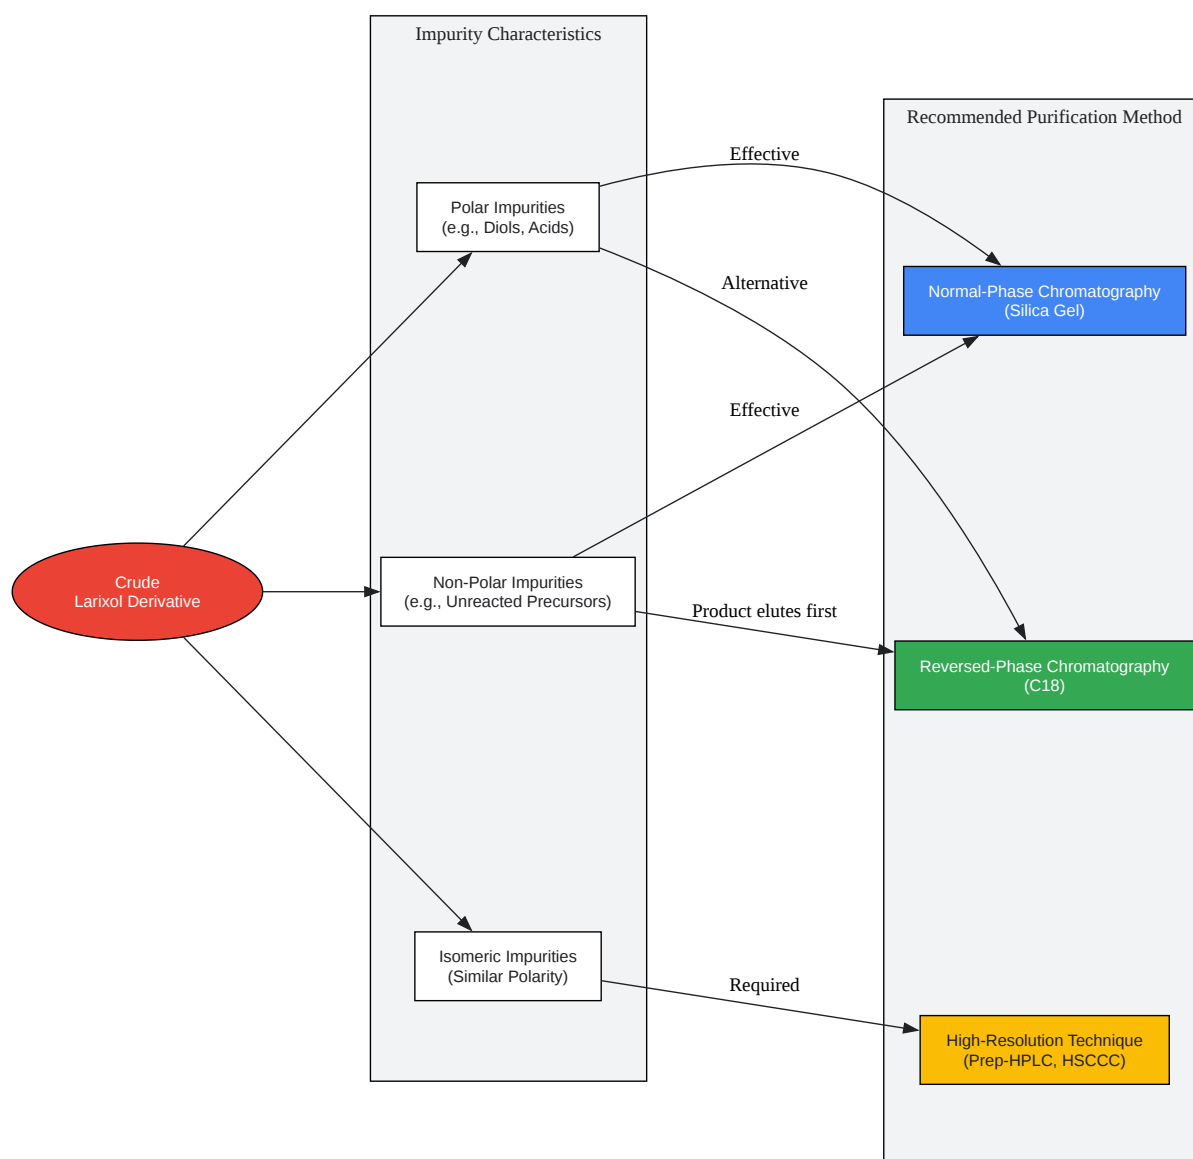 Impurity Characteristics
Recommended Purification Method
Effective
Polar Impurities
(e.g., Diols, Acids)
Alternative
Normal-Phase Chromatography
(Silica Gel)
Effective
Crude
Larixol Derivative
Non-Polar Impurities
(e.g., Unreacted Precursors)
Product elutes first
Reversed-Phase Chromatography
(C18)
Isomeric Impurities
(Similar Polarity)
Required
High-Resolution Technique
(Prep-HPLC, HSCCC)